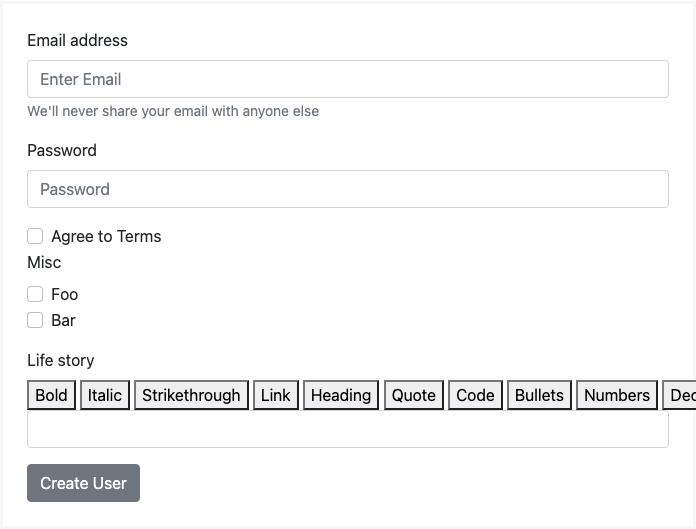 Email address
Enter Email
We'll never share your email with anyone else
Password
Password
Agree to Terms
Misc
Foo
Bar
Life story
Bold Italic Strikethrough Link Heading Quote Code Bullets Numbers
Create User